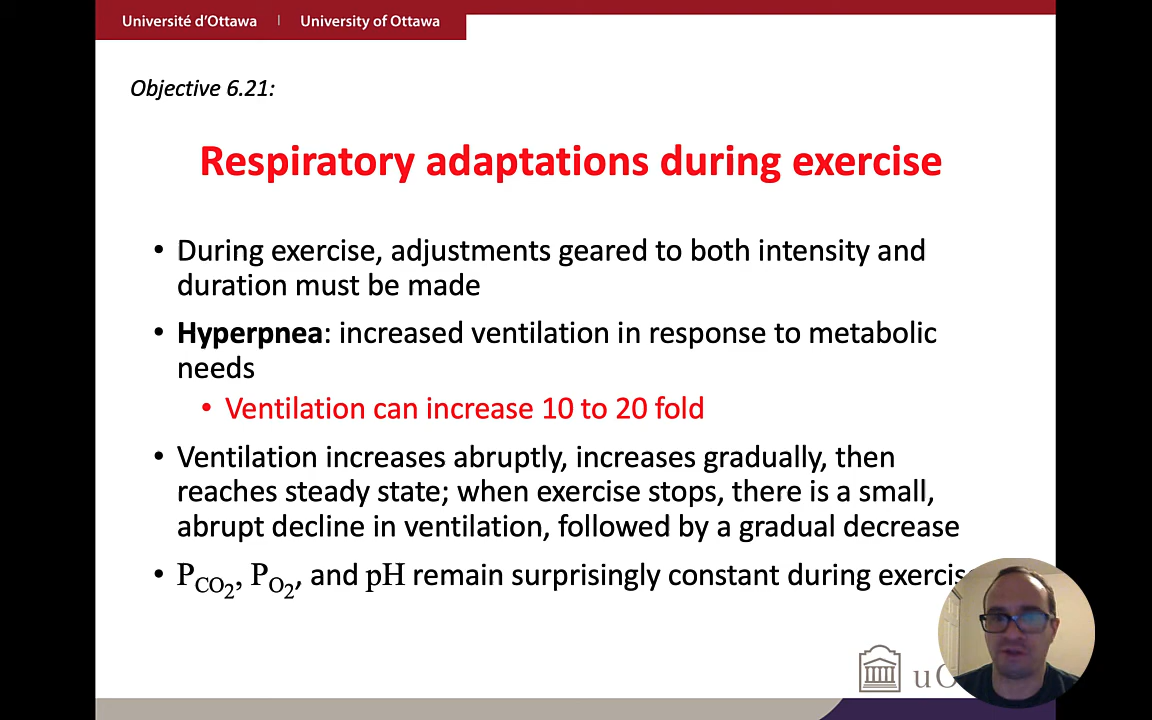 Université d'Ottawa | University of Ottawa
Objective 6.21:
Respiratory adaptations during exercise
• During exercise, adjustments geared to both intensity and
duration must be made
• Hyperpnea: increased ventilation in response to metabolic
needs
• Ventilation can increase 10 to 20 fold
• Ventilation increases abruptly, increases gradually, then
reaches steady state; when exercise stops, there is a small,
abrupt decline in ventilation, followed by a gradual decrease
• PCO2, PO2, and pH remain surprisingly constant during